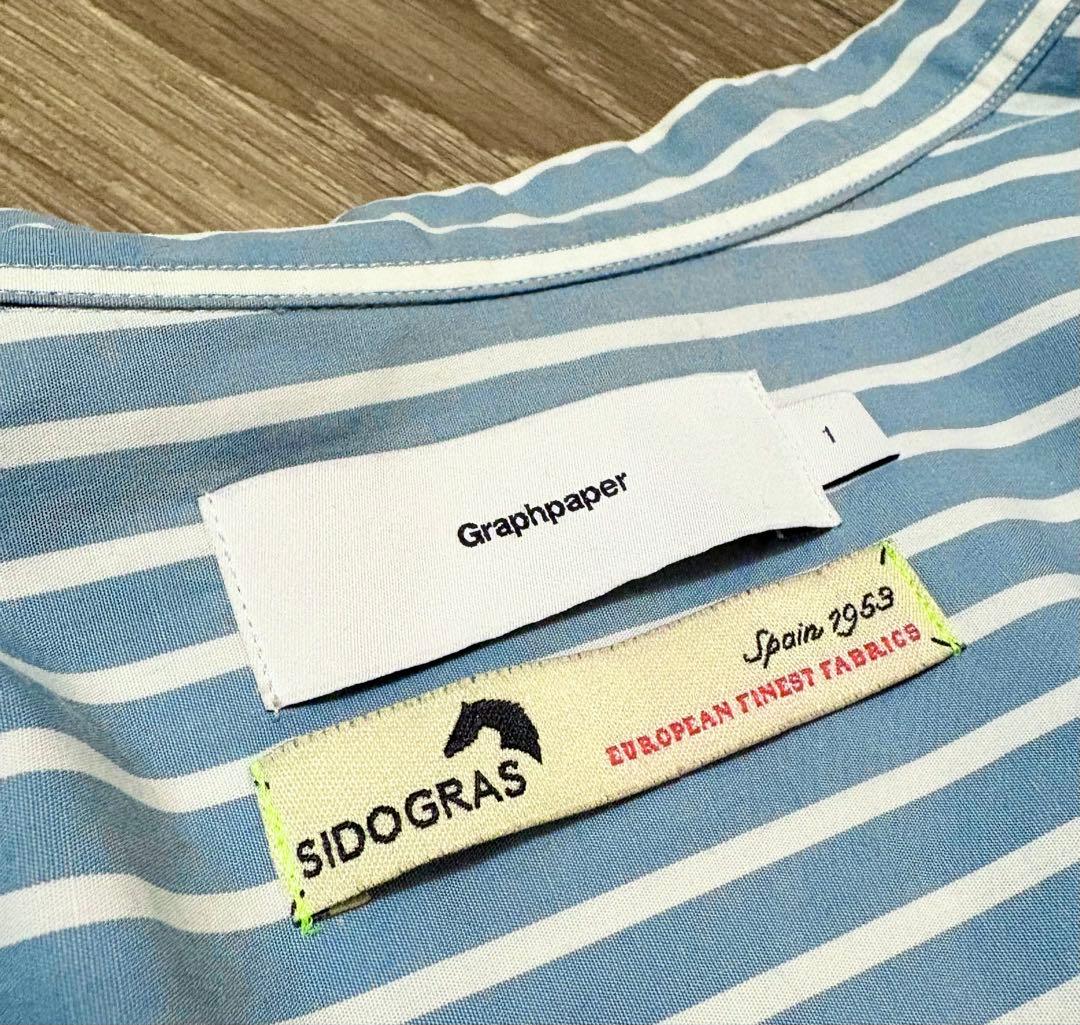 Graphpaper
1
SIDOGRAS
Spain 1953
EUROPEAN FINEST FABRICS